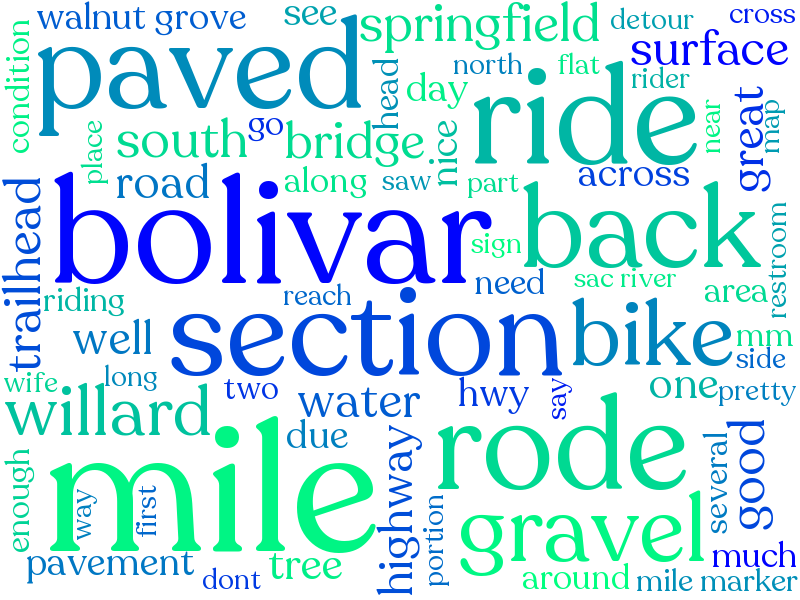 walnut grove
see
springfield
detour
cross
condition
paved
head
north
flat
surface
rider
day
ride
near
great
map
place
south
go
bridge
nice
road
along
saw
part
across
trailhead
bolivar
sign
back
restroom
riding
reach
need
sac river
area
well
section
bike
mm
side
wife
long
two
hwy
say
one
pretty
willard
water
due
mile
highway
rode
several
good
enough
way
first
portion
gravel
pavement
dont
tree
around
much
mile marker